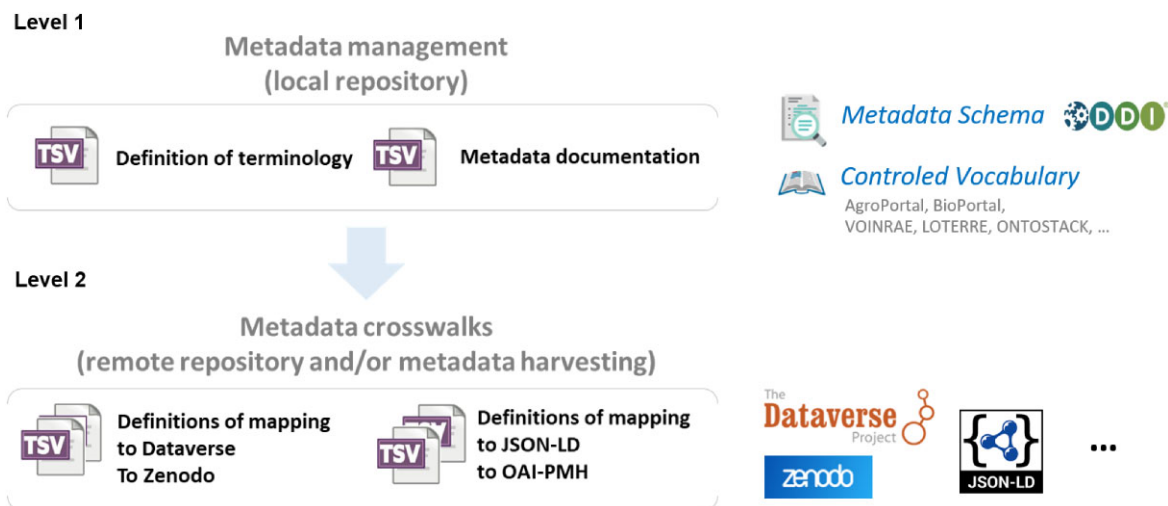 Level 1
Metadata management
(local repository)
TSV
Definition of terminology
TSV
Metadata documentation
Metadata Schema
DDI
Controled Vocabulary
AgroPortal, BioPortal,
VOINRAE, LOTERRE, ONTOSTACK, ...
Level 2
Metadata crosswalks
(remote repository and/or metadata harvesting)
TSV
Definitions of mapping
to Dataverse
To Zenodo
TSV
TSV
Definitions of mapping
to JSON-LD
to OAI-PMH
The
Dataverse
Project
zenodo
{ }
JSON-LD
...